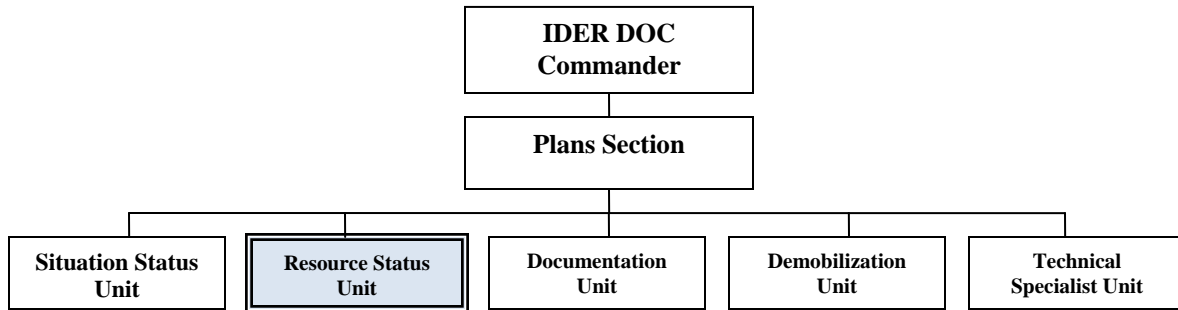 IDER DOC
Commander
Plans Section
Situation Status
Unit
Resource Status
Unit
Documentation
Unit
Demobilization
Unit
Technical
Specialist Unit